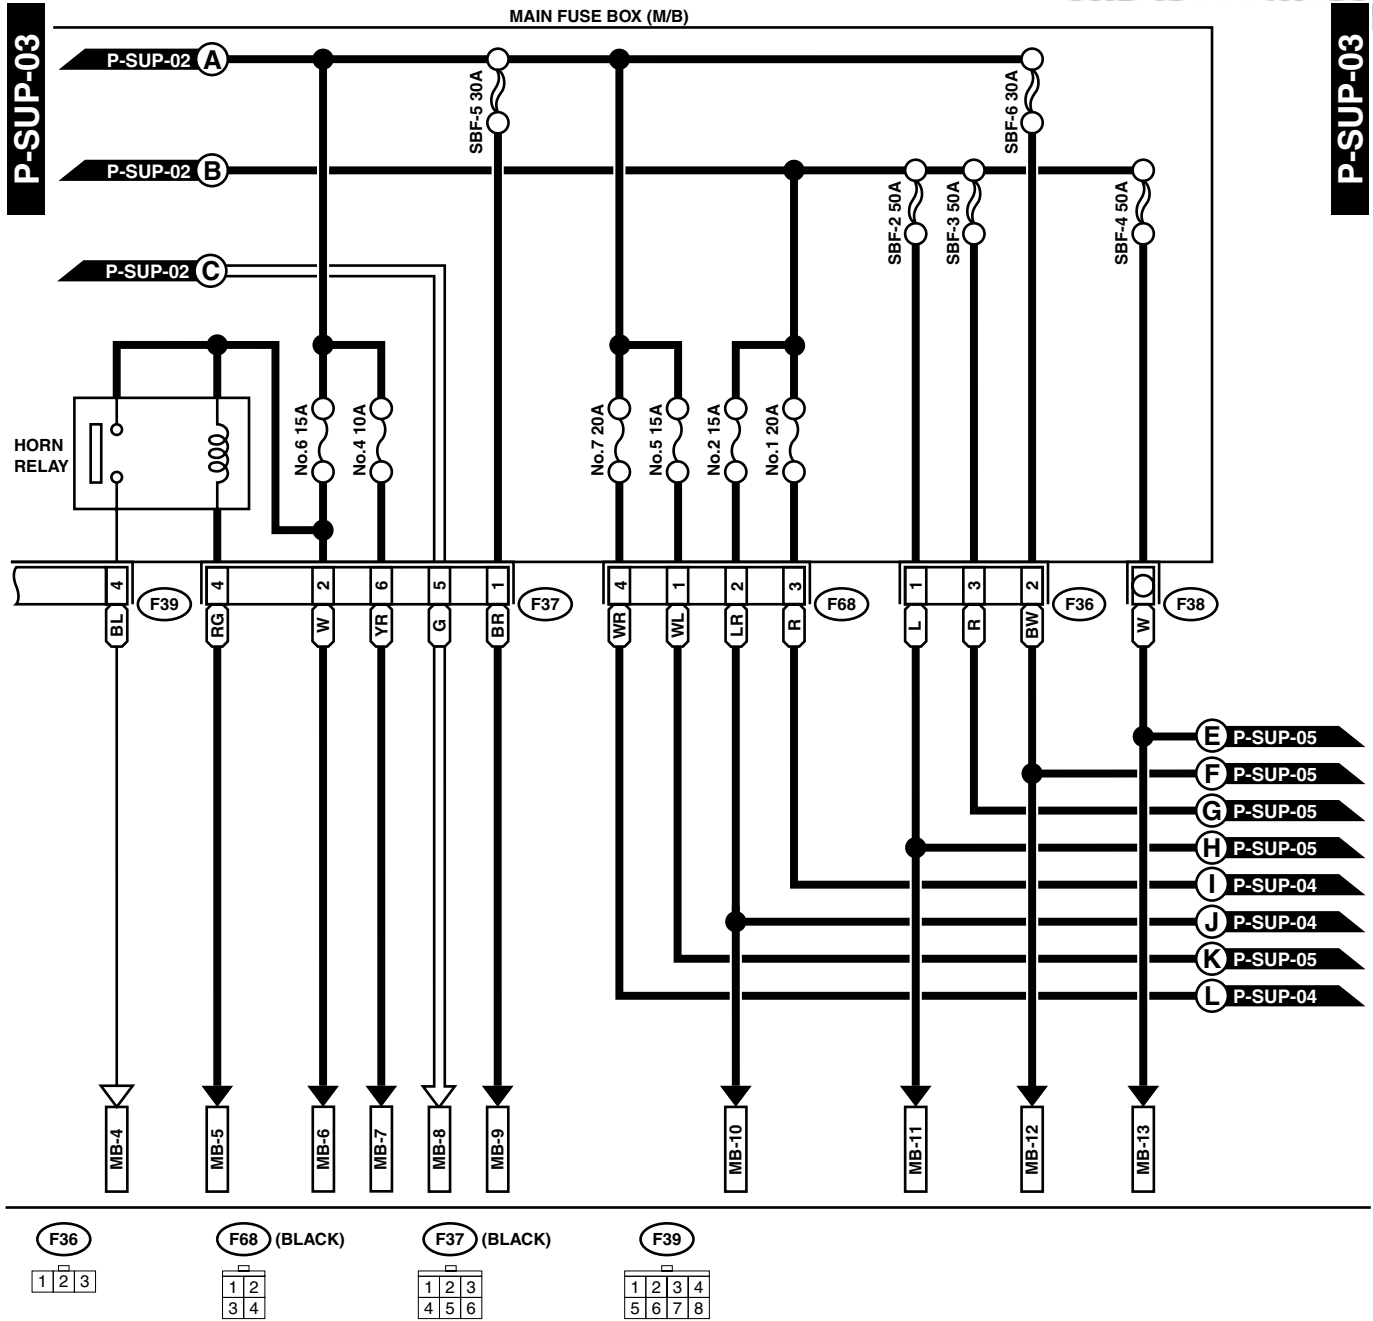 MAIN FUSE BOX (M/B)
P-SUP-03
P-SUP-03
P-SUP-02 A
SBF-5 30A
SBF-6 30A
P-SUP-02 B
SBF-2 50A
SBF-3 50A
SBF-4 50A
P-SUP-02 C
HORN
RELAY
No.6 15A
No.4 10A
No.7 20A
No.5 15A
No.2 15A
No.1 20A
4 F39 4 2 6 5 1 F37 4 1 2 3 F68 1 3 2 F36 F38
BL RG W YR G BR WR WL LR R L R BW W
E P-SUP-05
F P-SUP-05
G P-SUP-05
H P-SUP-05
I P-SUP-04
J P-SUP-04
K P-SUP-05
L P-SUP-04
MB-4 MB-5 MB-6 MB-7 MB-8 MB-9 MB-10 MB-11 MB-12 MB-13
F36 F68 (BLACK) F37 (BLACK) F39
1 2 3
1 2
3 4
1 2 3
4 5 6
1 2 3 4
5 6 7 8